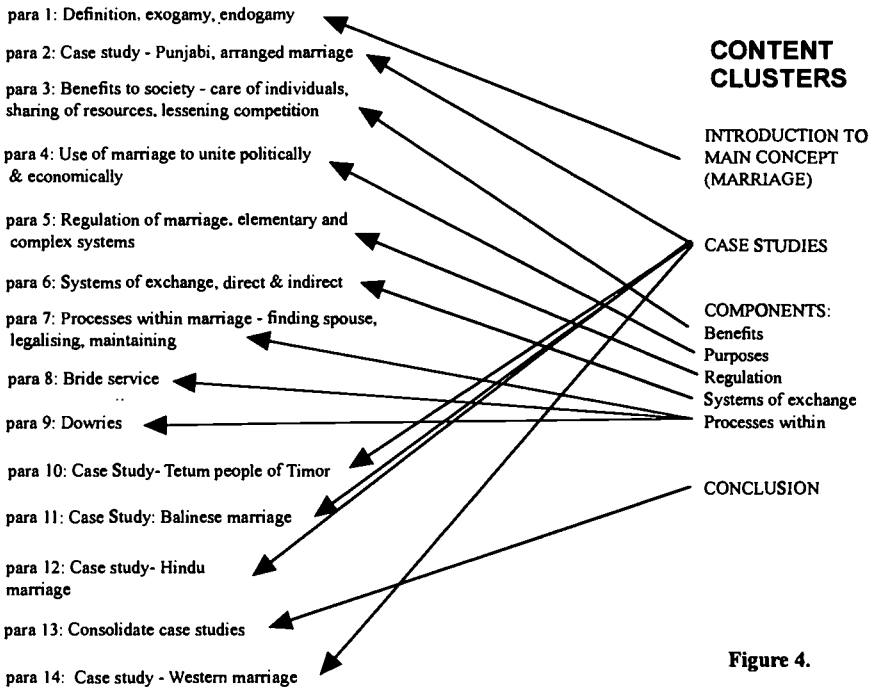 para 1: Definition, exogamy, endogamy
para 2: Case study - Punjabi, arranged marriage
para 3: Benefits to society - care of individuals,
sharing of resources, lessening competition
para 4: Use of marriage to unite politically
& economically
para 5: Regulation of marriage, elementary and
complex systems
para 6: Systems of exchange, direct & indirect
para 7: Processes within marriage - finding spouse,
legalising, maintaining
para 8: Bride service
para 9: Dowries
para 10: Case Study- Tetum people of Timor
para 11: Case Study: Balinese marriage
para 12: Case study- Hindu
marriage
para 13: Consolidate case studies
para 14: Case study - Western marriage
CONTENT
CLUSTERS
INTRODUCTION TO
MAIN CONCEPT
(MARRIAGE)
CASE STUDIES
COMPONENTS:
Benefits
Purposes
Regulation
Systems of exchange
Processes within
CONCLUSION
Figure 4.